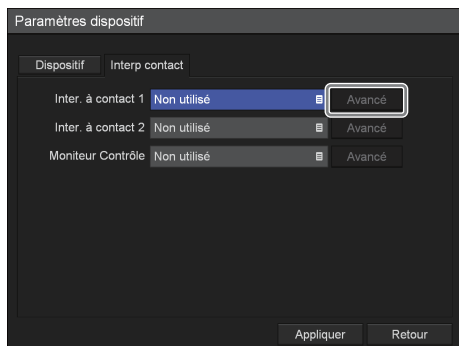 Paramètres dispositif
Dispositif Interp contact
Inter. à contact 1 Non utilisé Avancé
Inter. à contact 2 Non utilisé Avancé
Moniteur Contrôle Non utilisé Avancé
Appliquer Retour